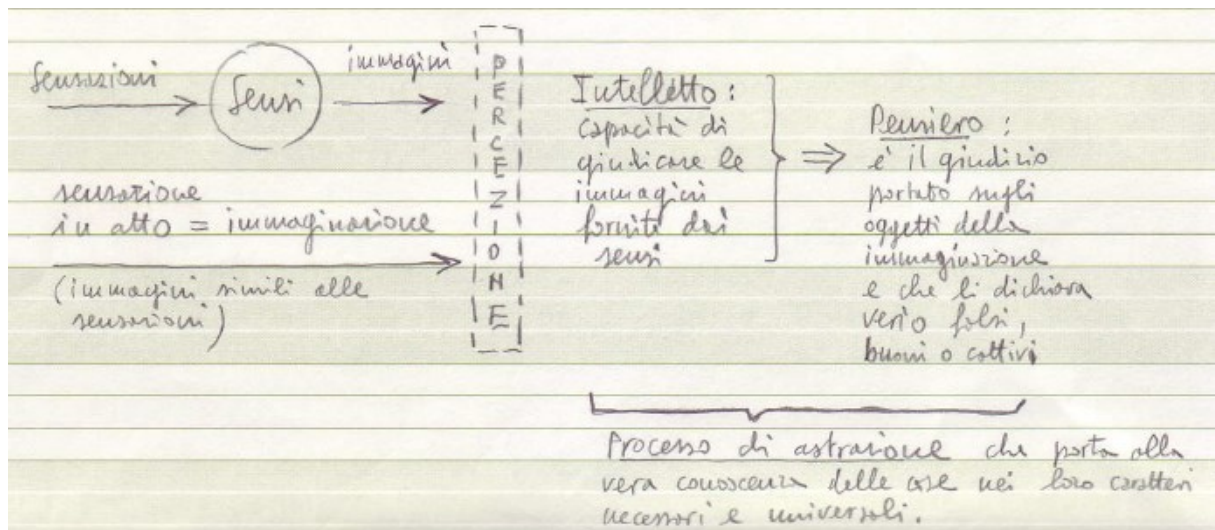 Sensazioni
Sensi
immagini
sensazione
in atto = immaginazione
(immagini simili alle
sensazioni)
PERCEZIONE
Intelletto :
capacità di
giudicare le
immagini
fornite dai
sensi
Pensiero :
è il giudizio
portato sugli
oggetti della
immaginazione
e che li dichiara
veri o falsi,
buoni o cattivi
Processo di astrazione che porta alla
vera conoscenza delle cose nei loro caratteri
necessari e universali.